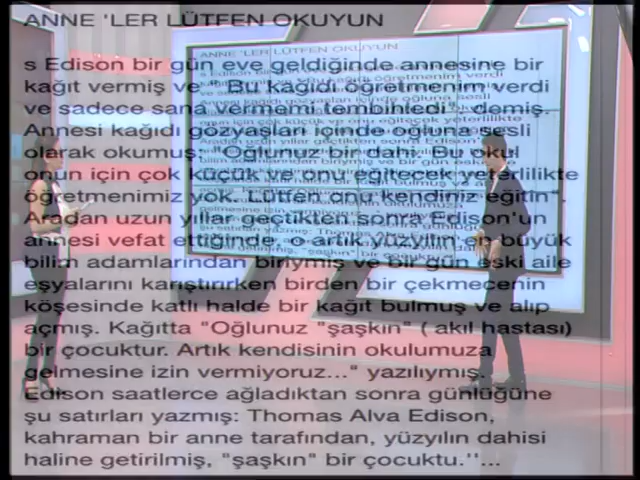 ANNE 'LER LÜTFEN OKUYUN
s Edison bir gün eve geldiğinde annesine bir
kağıt vermiş ve " Bu kağıdı öğretmenim verdi
ve sadece sana vermemi tembihledi". demiş.
Annesi kağıdı gözyaşları içinde oğluna sesli
olarak okumuş: " Oğlunuz bir dahi. Bu okul
onun için çok küçük ve onu eğitecek yeterlilikte
öğretmenimiz yok. Lütfen onu kendiniz eğitin".
Aradan uzun yıllar geçtikten sonra Edison'un
annesi vefat ettiğinde, o artık yüzyılın en büyük
bilim adamlarından biriymiş ve bir gün eski aile
eşyalarını karıştırırken birden bir çekmecenin
köşesinde katlı halde bir kağıt bulmuş ve alıp
açmış. Kağıtta "Oğlunuz "şaşkın" ( akıl hastası)
bir çocuktur. Artık kendisinin okulumuza
gelmesine izin vermiyoruz..." yazılıymış.
Edison saatlerce ağladıktan sonra günlüğüne
şu satırları yazmış: Thomas Alva Edison,
kahraman bir anne tarafından, yüzyılın dahisi
haline getirilmiş, "şaşkın" bir çocuktu.''...